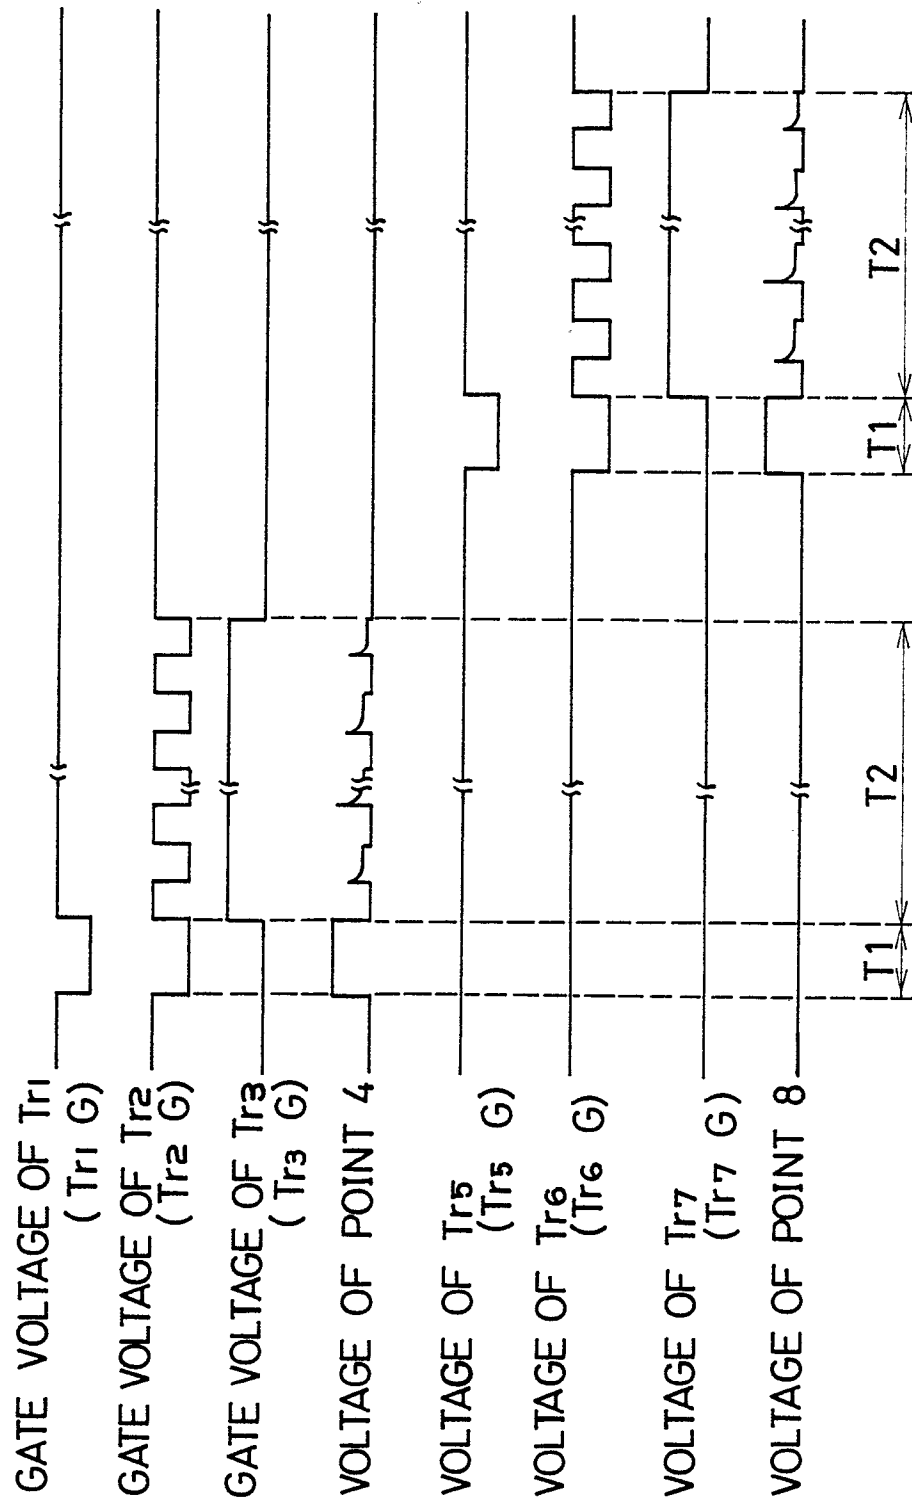 GATE VOLTAGE OF Tr1
(Tr1 G)
GATE VOLTAGE OF Tr2
(Tr2 G)
GATE VOLTAGE OF Tr3
(Tr3 G)
VOLTAGE OF POINT 4
VOLTAGE OF Tr5
(Tr5 G)
VOLTAGE OF Tr6
(Tr6 G)
VOLTAGE OF Tr7
(Tr7 G)
VOLTAGE OF POINT 8
T1 T2 T1 T2